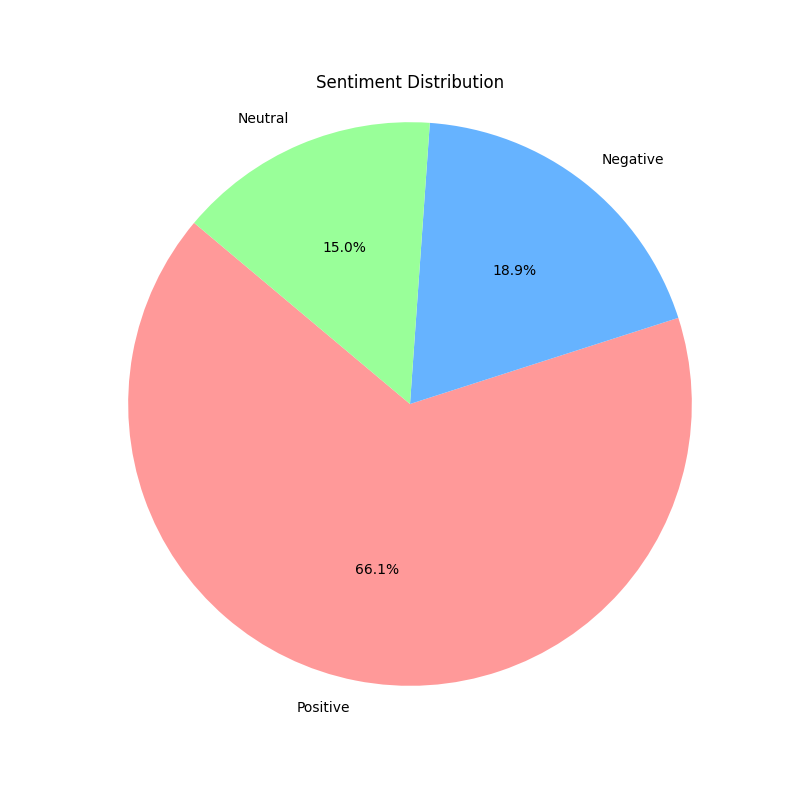 Sentiment Distribution
Neutral
Negative
15.0%
18.9%
66.1%
Positive